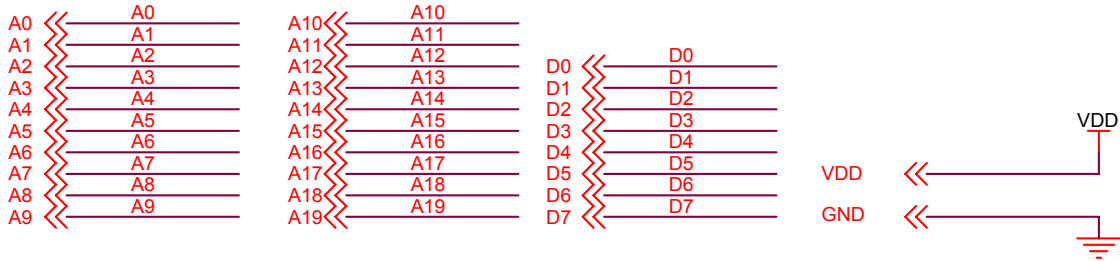 A0 A0
A1 A1
A2 A2
A3 A3
A4 A4
A5 A5
A6 A6
A7 A7
A8 A8
A9 A9
A10 A10
A11 A11
A12 A12
A13 A13
A14 A14
A15 A15
A16 A16
A17 A17
A18 A18
A19 A19
D0 D0
D1 D1
D2 D2
D3 D3
D4 D4
D5 D5
D6 D6
D7 D7
VDD
VDD
GND